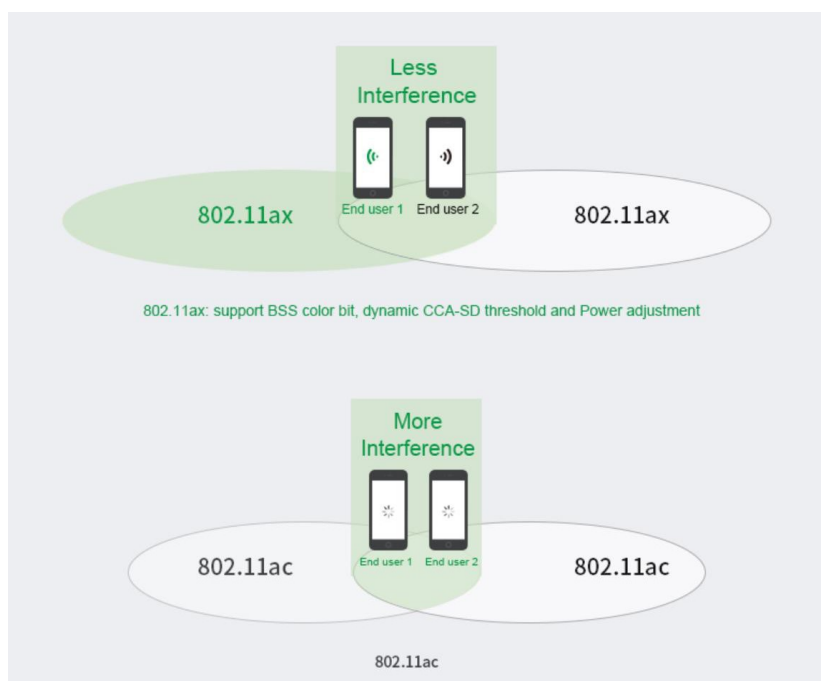 Less
Interference
End user 1 End user 2
802.11ax 802.11ax
802.11ax: support BSS color bit, dynamic CCA-SD threshold and Power adjustment
More
Interference
End user 1 End user 2
802.11ac 802.11ac
802.11ac